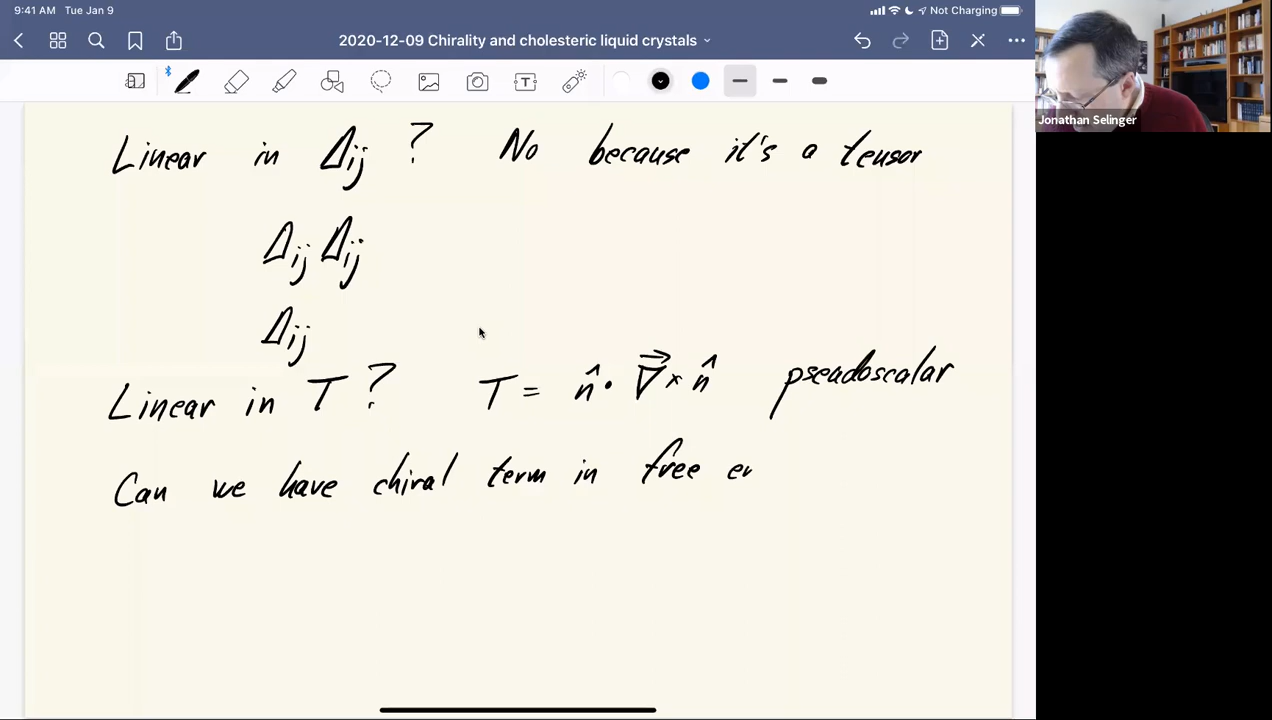 9:41 AM Tue Jan 9
Not Charging
2020-12-09 Chirality and cholesteric liquid crystals
T
Jonathan Selinger
Linear in Δij ? No because it's a tensor
Δij Δij
Δij
Linear in T ? T = n̂ · ∇⃗ × n̂ pseudoscalar
Can we have chiral term in free en